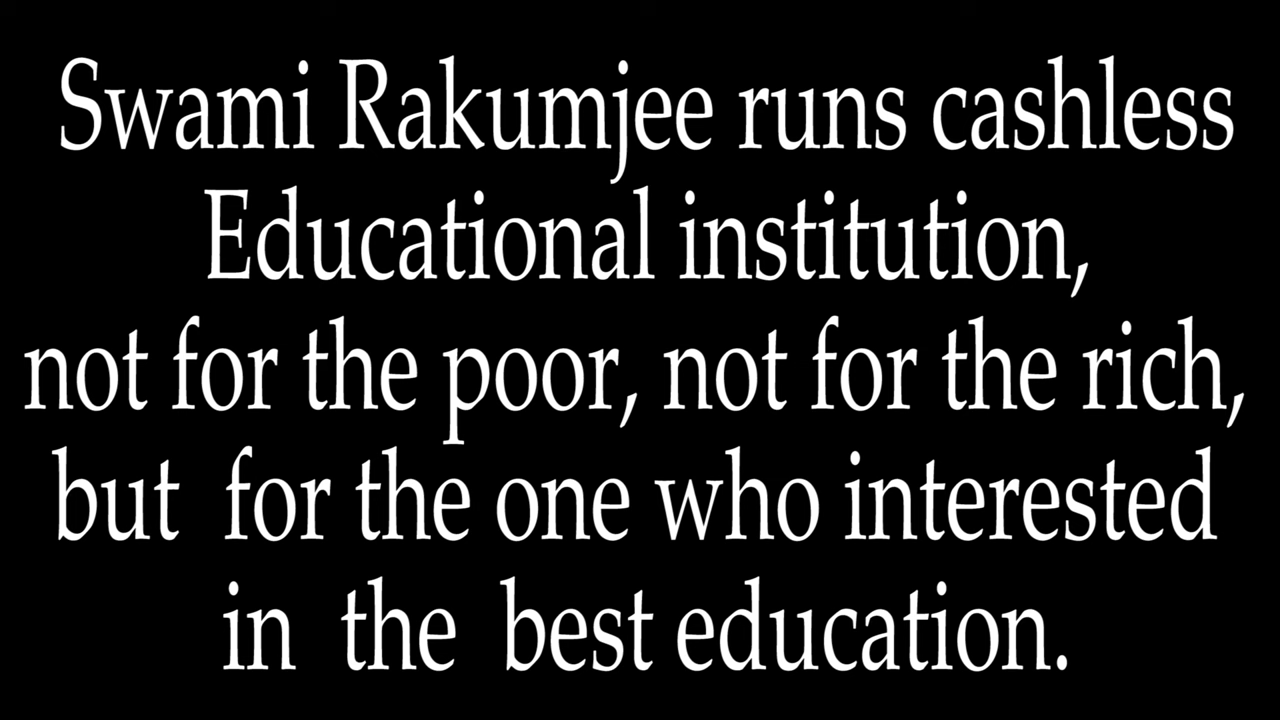 Swami Rakumjee runs cashless
Educational institution,
not for the poor, not for the rich,
but for the one who interested
in the best education.